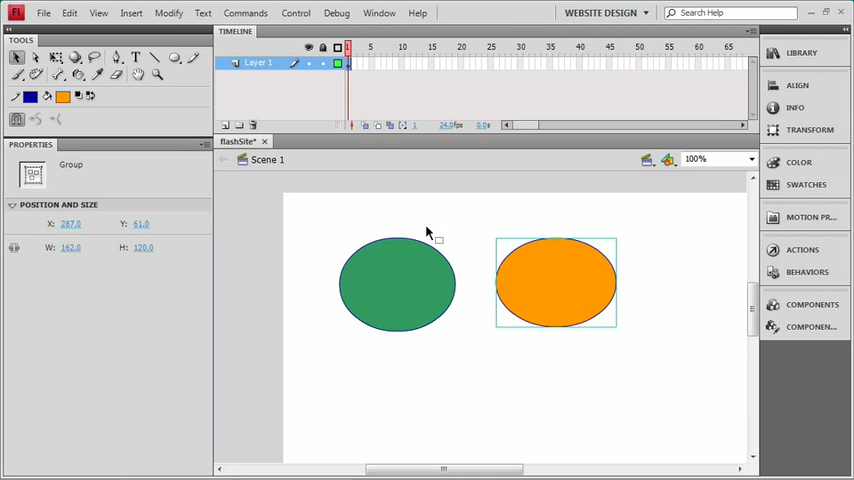 Fl File Edit View Insert Modify Text Commands Control Debug Window Help WEBSITE DESIGN Search Help
TOOLS
TIMELINE
1 5 10 15 20 25 30 35 40 45 50 55 60 65
Layer 1
1 24.0fps 0.0s
flashSite* ×
Scene 1 100%
PROPERTIES
Group
POSITION AND SIZE
X: 287.0 Y: 61.0
W: 162.0 H: 120.0
LIBRARY
ALIGN
INFO
TRANSFORM
COLOR
SWATCHES
MOTION PR...
ACTIONS
BEHAVIORS
COMPONENTS
COMPONEN...